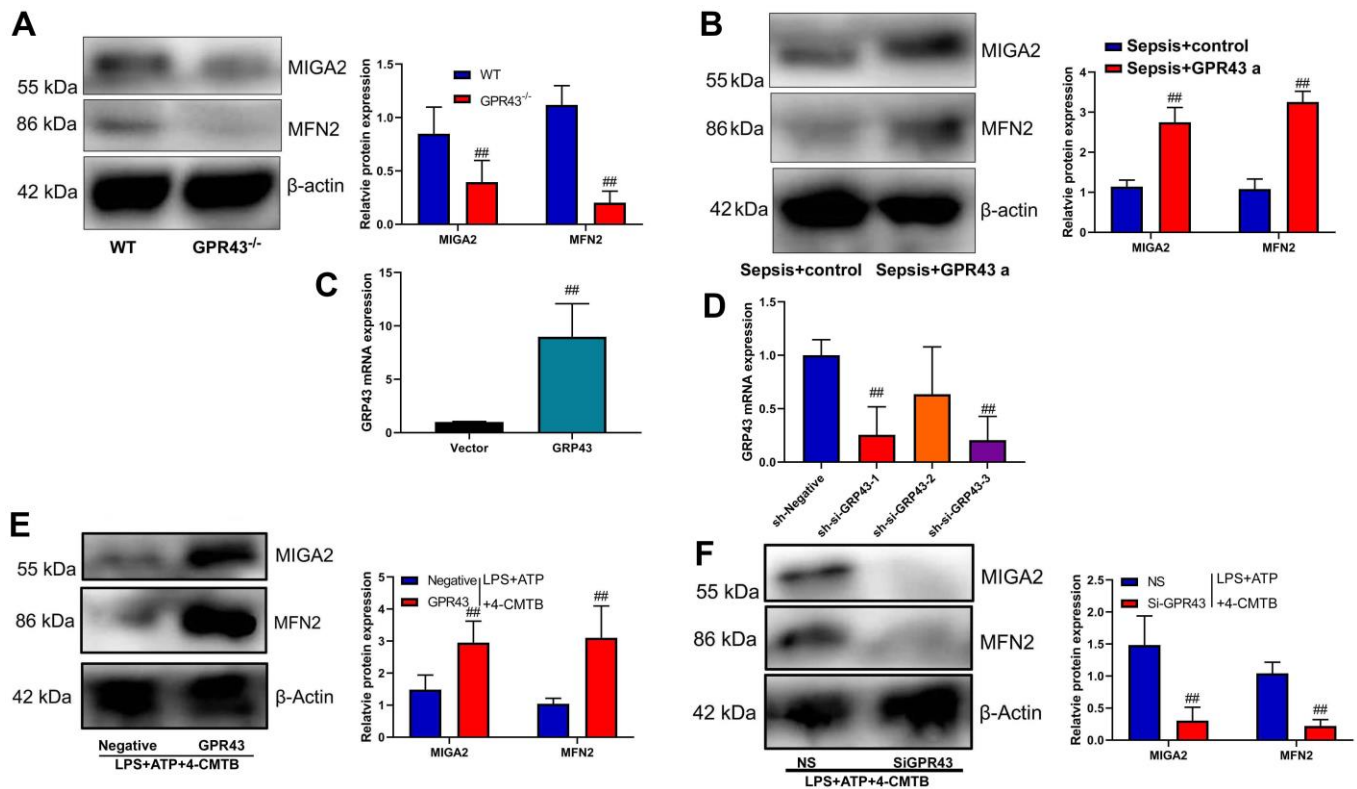 A
MIGA2
55 kDa
86 kDa
MFN2
42 kDa
β-actin
WT
GPR43-/-
Relatvie protein expression
1.5
1.0
0.5
0.0
WT
GPR43-/-
##
##
MIGA2
MFN2
B
MIGA2
55 kDa
86 kDa
MFN2
42 kDa
β-actin
Sepsis+control
Sepsis+GPR43 a
Sepsis+control
Sepsis+GPR43 a
Relatvie protein expression
4
3
2
1
0
##
##
MIGA2
MFN2
C
GRP43 mRNA expression
15
10
5
0
##
Vector
GRP43
D
GRP43 mRNA expression
1.5
1.0
0.5
0.0
##
##
sh-Negative
sh-si-GRP43-1
sh-si-GRP43-2
sh-si-GRP43-3
E
MIGA2
55 kDa
86 kDa
MFN2
42 kDa
β-Actin
Negative
GPR43
LPS+ATP+4-CMTB
Relatvie protein expression
5
4
3
2
1
0
Negative
GPR43
LPS+ATP
+4-CMTB
##
##
MIGA2
MFN2
F
MIGA2
55 kDa
86 kDa
MFN2
42 kDa
β-Actin
NS
SiGPR43
LPS+ATP+4-CMTB
Relatvie protein expression
2.5
2.0
1.5
1.0
0.5
0.0
NS
Si-GPR43
LPS+ATP
+4-CMTB
##
##
MIGA2
MFN2